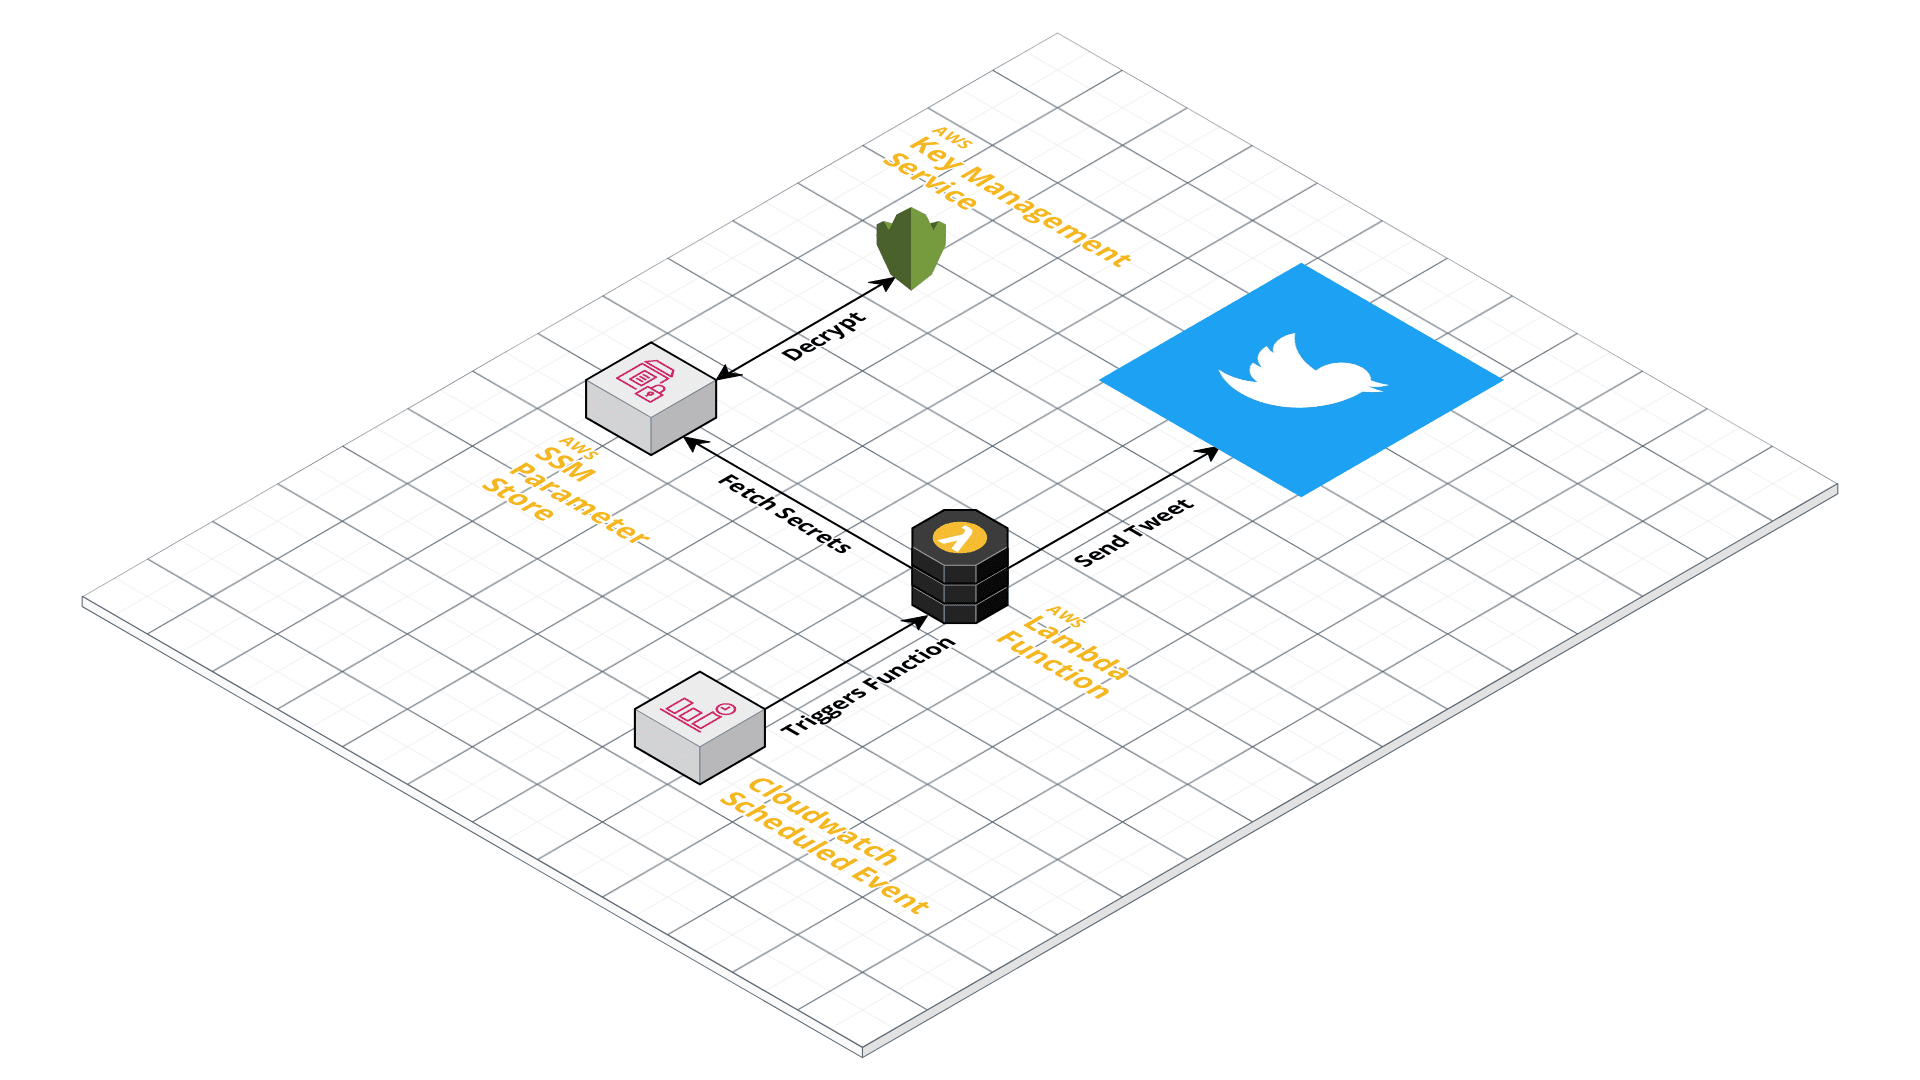 AWS
Key Management
Service
Decrypt
AWS
SSM
Parameter
Store
Fetch Secrets
Send Tweet
AWS
Lambda
Function
Triggers Function
Cloudwatch
Scheduled Event